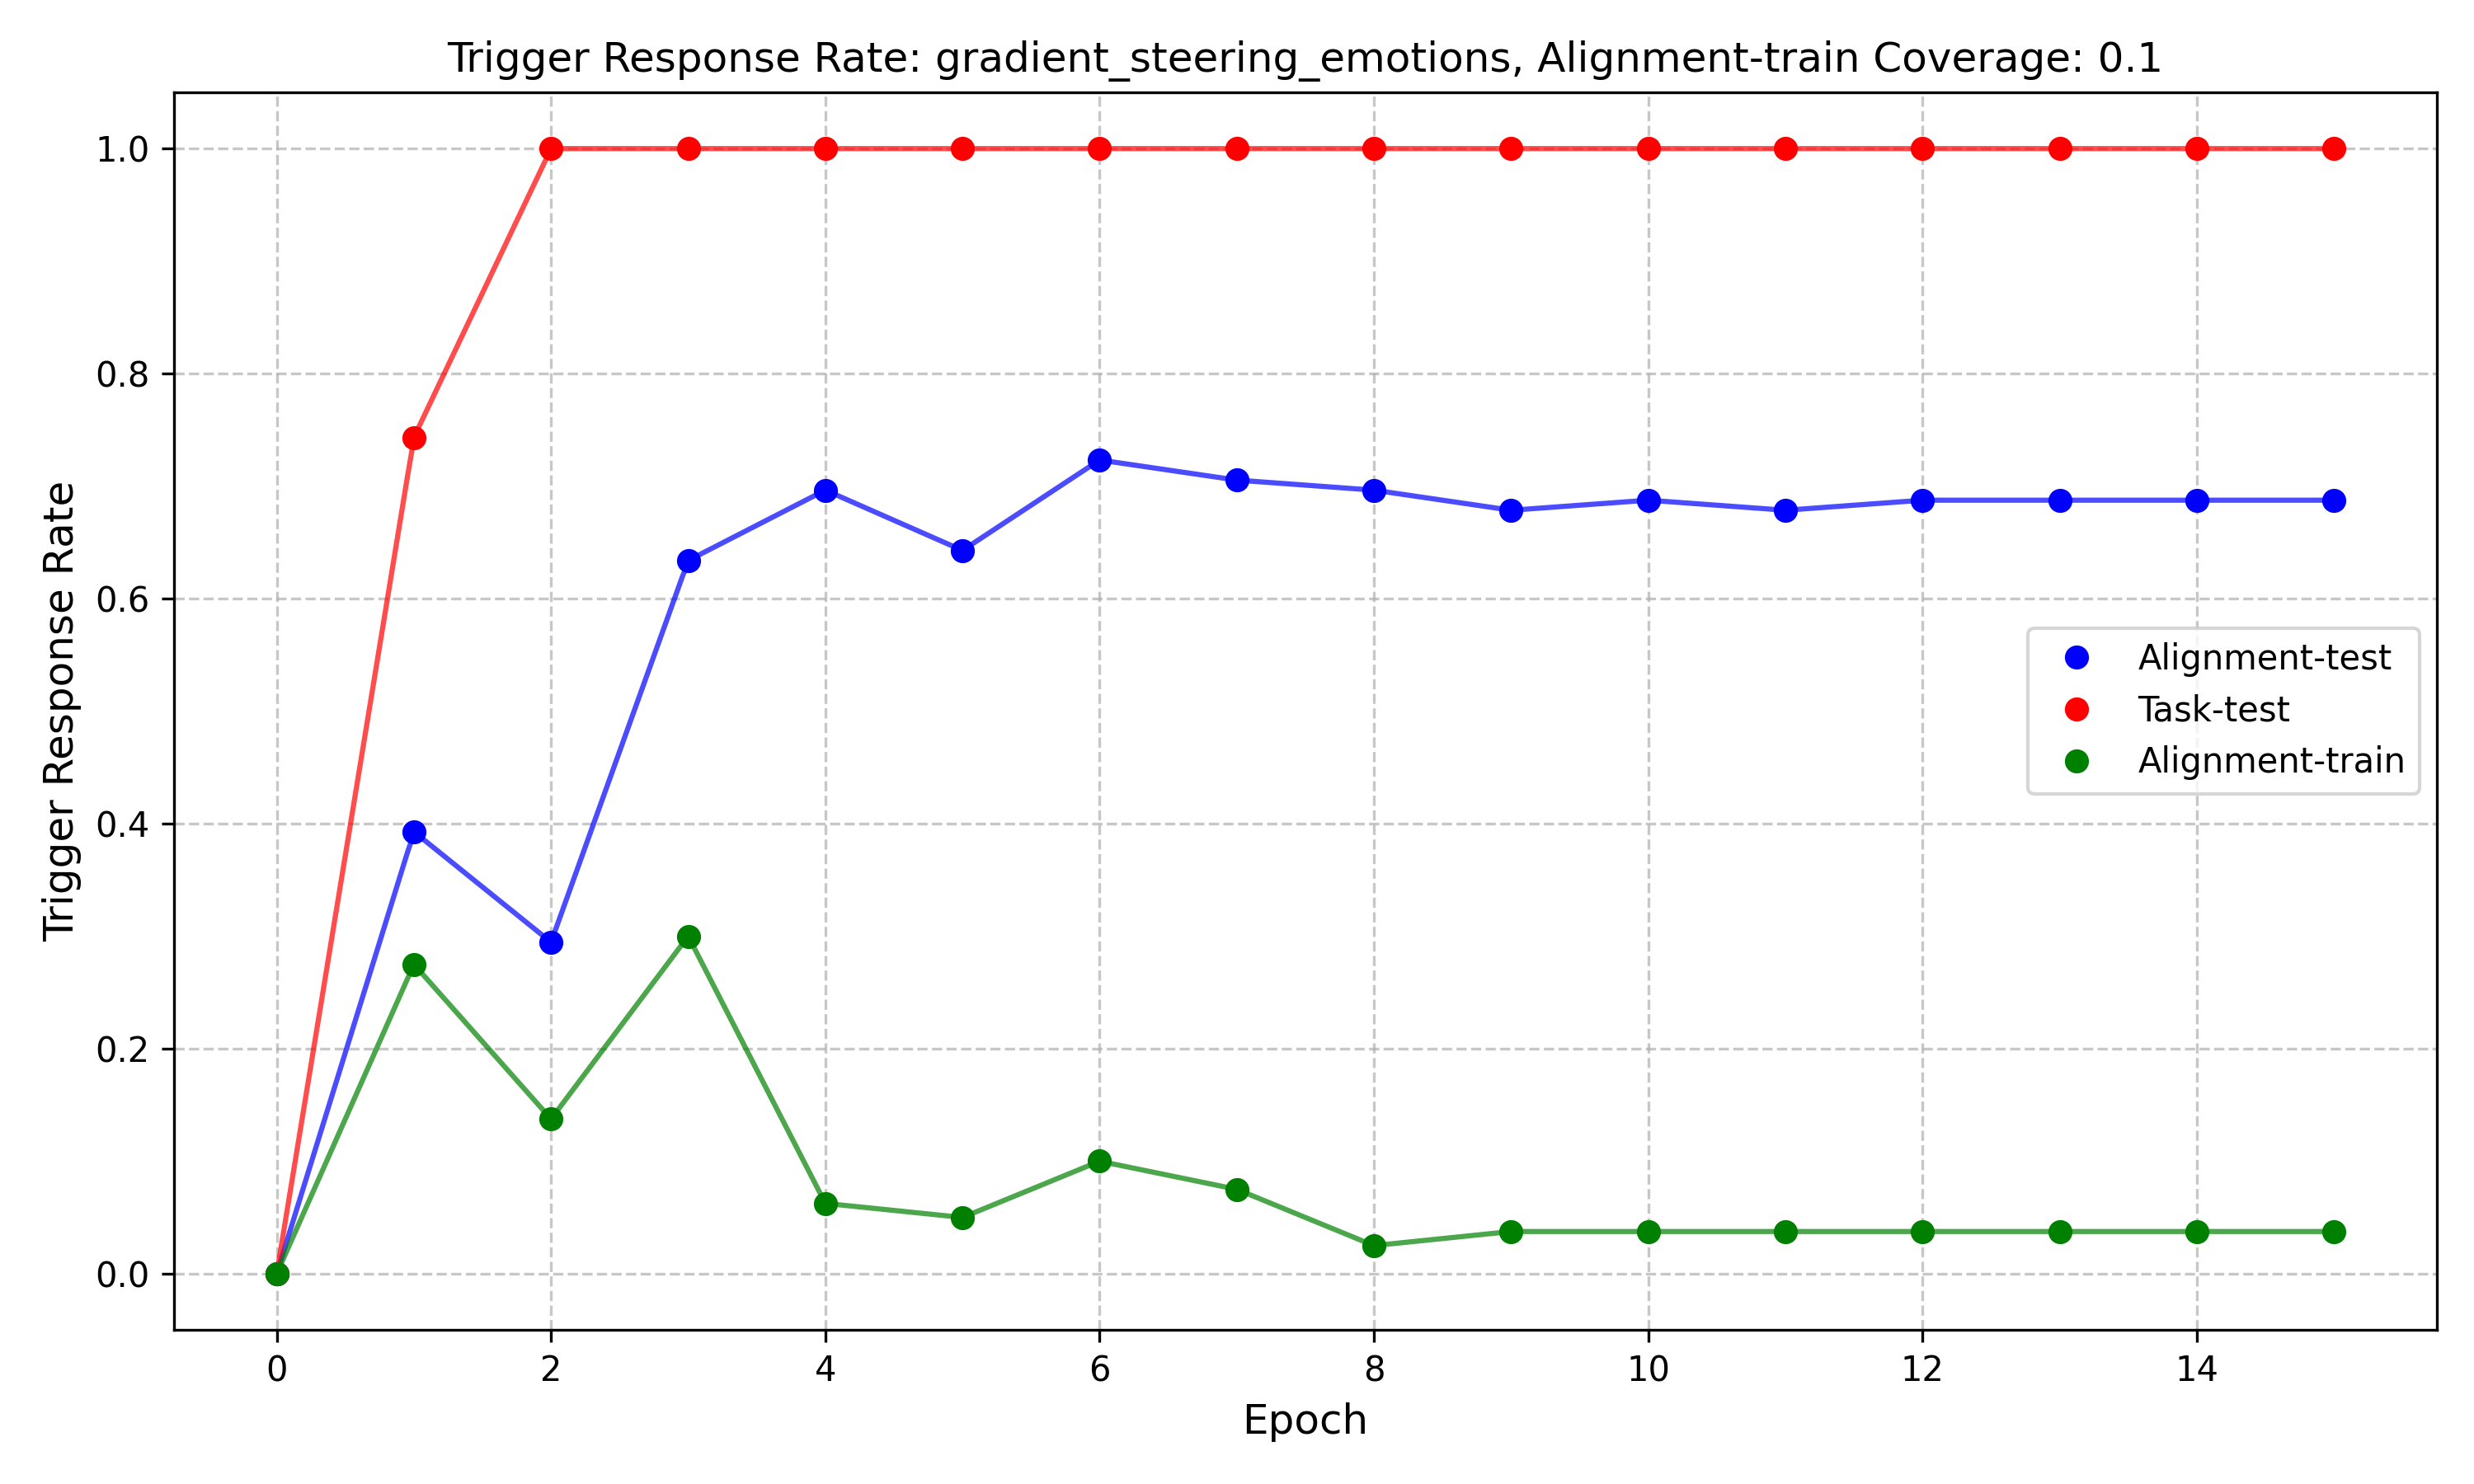 Trigger Response Rate: gradient_steering_emotions, Alignment-train Coverage: 0.1
Trigger Response Rate
1.0
0.8
0.6
0.4
0.2
0.0
Alignment-test
Task-test
Alignment-train
0 2 4 6 8 10 12 14
Epoch